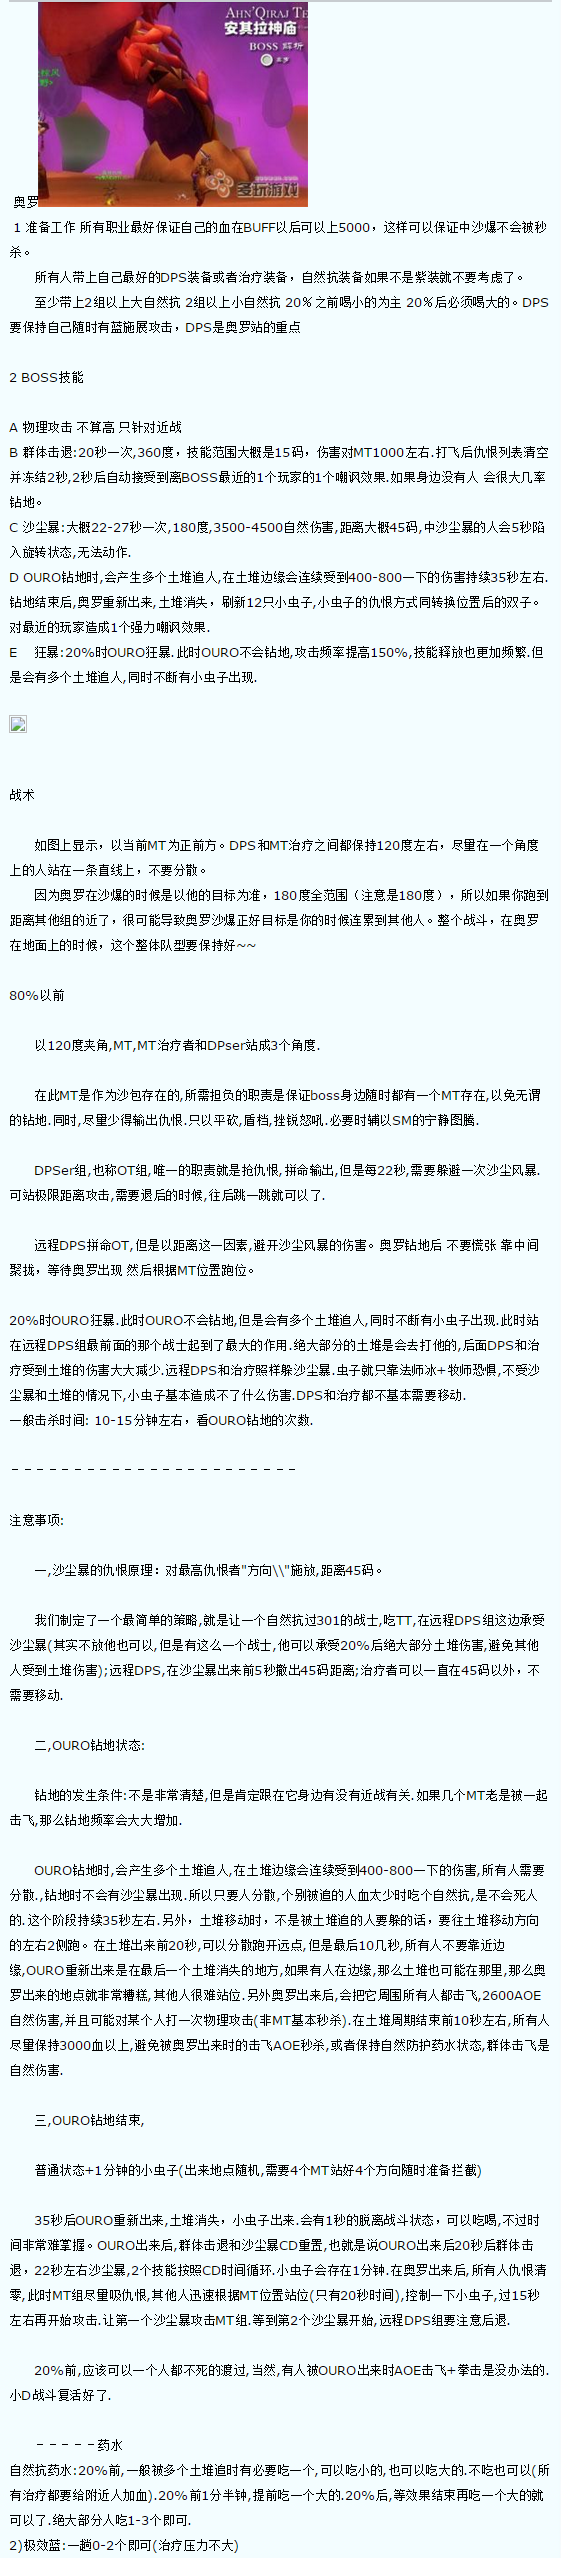 AHN'QIRAJ TE
安其拉神庙
BOSS 解析
多玩游戏
奥罗
1 准备工作 所有职业最好保证自己的血在BUFF以后可以上5000，这样可以保证中沙爆不会被秒
杀。
所有人带上自己最好的DPS装备或者治疗装备，自然抗装备如果不是紫装就不要考虑了。
至少带上2组以上大自然抗 2组以上小自然抗 20％之前喝小的为主 20％后必须喝大的。DPS
要保持自己随时有蓝施展攻击，DPS是奥罗站的重点
2 BOSS技能
A 物理攻击 不算高 只针对近战
B 群体击退:20秒一次,360度，技能范围大概是15码，伤害对MT1000左右.打飞后仇恨列表清空
并冻结2秒,2秒后自动接受到离BOSS最近的1个玩家的1个嘲讽效果.如果身边没有人 会很大几率
钻地。
C 沙尘暴:大概22-27秒一次,180度,3500-4500自然伤害,距离大概45码,中沙尘暴的人会5秒陷
入旋转状态,无法动作.
D OURO钻地时,会产生多个土堆追人,在土堆边缘会连续受到400-800一下的伤害持续35秒左右.
钻地结束后,奥罗重新出来,土堆消失，刷新12只小虫子,小虫子的仇恨方式同转换位置后的双子。
对最近的玩家造成1个强力嘲讽效果.
E 狂暴:20%时OURO狂暴.此时OURO不会钻地,攻击频率提高150%,技能释放也更加频繁.但
是会有多个土堆追人,同时不断有小虫子出现.
战术
如图上显示，以当前MT为正前方。DPS和MT治疗之间都保持120度左右，尽量在一个角度
上的人站在一条直线上，不要分散。
因为奥罗在沙爆的时候是以他的目标为准，180度全范围（注意是180度），所以如果你跑到
距离其他组的近了，很可能导致奥罗沙爆正好目标是你的时候连累到其他人。整个战斗，在奥罗
在地面上的时候，这个整体队型要保持好~~
80%以前
以120度夹角,MT,MT治疗者和DPser站成3个角度.
在此MT是作为沙包存在的,所需担负的职责是保证boss身边随时都有一个MT存在,以免无谓
的钻地.同时,尽量少得输出仇恨.只以平砍,盾档,挫锐怒吼.必要时辅以SM的宁静图腾.
DPSer组,也称OT组,唯一的职责就是抢仇恨,拼命输出,但是每22秒,需要躲避一次沙尘风暴.
可站极限距离攻击,需要退后的时候,往后跳一跳就可以了.
远程DPS拼命OT,但是以距离这一因素,避开沙尘风暴的伤害。奥罗钻地后 不要慌张 靠中间
聚拢，等待奥罗出现 然后根据MT位置跑位。
20%时OURO狂暴.此时OURO不会钻地,但是会有多个土堆追人,同时不断有小虫子出现.此时站
在远程DPS组最前面的那个战士起到了最大的作用.绝大部分的土堆是会去打他的,后面DPS和治
疗受到土堆的伤害大大减少.远程DPS和治疗照样躲沙尘暴.虫子就只靠法师冰+牧师恐惧,不受沙
尘暴和土堆的情况下,小虫子基本造成不了什么伤害.DPS和治疗都不基本需要移动.
一般击杀时间: 10-15分钟左右，看OURO钻地的次数.
－－－－－－－－－－－－－－－－－－－－－－－
注意事项:
一,沙尘暴的仇恨原理：对最高仇恨者"方向\\"施放,距离45码。
我们制定了一个最简单的策略,就是让一个自然抗过301的战士,吃TT,在远程DPS组这边承受
沙尘暴(其实不放他也可以,但是有这么一个战士,他可以承受20%后绝大部分土堆伤害,避免其他
人受到土堆伤害);远程DPS,在沙尘暴出来前5秒撤出45码距离;治疗者可以一直在45码以外，不
需要移动.
二,OURO钻地状态:
钻地的发生条件:不是非常清楚,但是肯定跟在它身边有没有近战有关.如果几个MT老是被一起
击飞,那么钻地频率会大大增加.
OURO钻地时,会产生多个土堆追人,在土堆边缘会连续受到400-800一下的伤害,所有人需要
分散.,钻地时不会有沙尘暴出现.所以只要人分散,个别被追的人血太少时吃个自然抗,是不会死人
的.这个阶段持续35秒左右.另外，土堆移动时，不是被土堆追的人要躲的话，要往土堆移动方向
的左右2侧跑。在土堆出来前20秒,可以分散跑开远点,但是最后10几秒,所有人不要靠近边
缘,OURO重新出来是在最后一个土堆消失的地方,如果有人在边缘,那么土堆也可能在那里,那么奥
罗出来的地点就非常糟糕,其他人很难站位.另外奥罗出来后,会把它周围所有人都击飞,2600AOE
自然伤害,并且可能对某个人打一次物理攻击(非MT基本秒杀).在土堆周期结束前10秒左右,所有人
尽量保持3000血以上,避免被奥罗出来时的击飞AOE秒杀,或者保持自然防护药水状态,群体击飞是
自然伤害.
三,OURO钻地结束,
普通状态+1分钟的小虫子(出来地点随机,需要4个MT站好4个方向随时准备拦截)
35秒后OURO重新出来,土堆消失，小虫子出来.会有1秒的脱离战斗状态，可以吃喝,不过时
间非常难掌握。OURO出来后,群体击退和沙尘暴CD重置,也就是说OURO出来后20秒后群体击
退，22秒左右沙尘暴,2个技能按照CD时间循环.小虫子会存在1分钟.在奥罗出来后,所有人仇恨清
零,此时MT组尽量吸仇恨,其他人迅速根据MT位置站位(只有20秒时间),控制一下小虫子,过15秒
左右再开始攻击.让第一个沙尘暴攻击MT组.等到第2个沙尘暴开始,远程DPS组要注意后退.
20%前,应该可以一个人都不死的渡过,当然,有人被OURO出来时AOE击飞+拳击是没办法的.
小D战斗复活好了.
－－－－－药水
自然抗药水:20%前,一般被多个土堆追时有必要吃一个,可以吃小的,也可以吃大的.不吃也可以(所
有治疗都要给附近人加血).20%前1分半钟,提前吃一个大的.20%后,等效果结束再吃一个大的就
可以了.绝大部分人吃1-3个即可.
2)极效蓝:一趟0-2个即可(治疗压力不大)